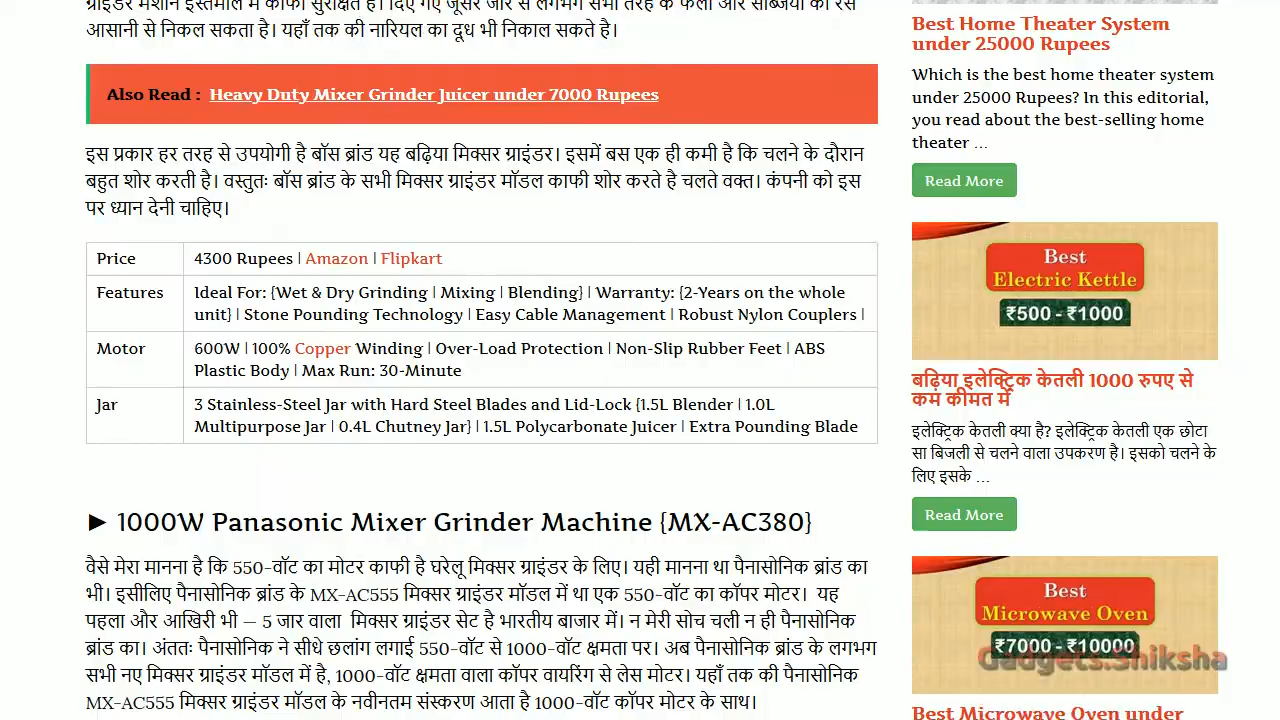 ग्राइंडर मशीन इस्तेमाल में काफी सुरक्षित है। दिए गए जूसर जार से लगभग सभी तरह के फलों और सब्जियों का रस
आसानी से निकल सकता है। यहाँ तक की नारियल का दूध भी निकाल सकते है।
Also Read : Heavy Duty Mixer Grinder Juicer under 7000 Rupees
इस प्रकार हर तरह से उपयोगी है बॉस ब्रांड यह बढ़िया मिक्सर ग्राइंडर। इसमें बस एक ही कमी है कि चलने के दौरान
बहुत शोर करती है। वस्तुतः बॉस ब्रांड के सभी मिक्सर ग्राइंडर मॉडल काफी शोर करते है चलते वक्त। कंपनी को इस
पर ध्यान देनी चाहिए।
Price 4300 Rupees | Amazon | Flipkart
Features Ideal For: {Wet & Dry Grinding | Mixing | Blending} | Warranty: {2-Years on the whole
unit} | Stone Pounding Technology | Easy Cable Management | Robust Nylon Couplers |
Motor 600W | 100% Copper Winding | Over-Load Protection | Non-Slip Rubber Feet | ABS
Plastic Body | Max Run: 30-Minute
Jar 3 Stainless-Steel Jar with Hard Steel Blades and Lid-Lock {1.5L Blender | 1.0L
Multipurpose Jar | 0.4L Chutney Jar} | 1.5L Polycarbonate Juicer | Extra Pounding Blade
► 1000W Panasonic Mixer Grinder Machine {MX-AC380}
वैसे मेरा मानना है कि 550-वॉट का मोटर काफी है घरेलू मिक्सर ग्राइंडर के लिए। यही मानना था पैनासोनिक ब्रांड का
भी। इसीलिए पैनासोनिक ब्रांड के MX-AC555 मिक्सर ग्राइंडर मॉडल में था एक 550-वॉट का कॉपर मोटर। यह
पहला और आखिरी भी – 5 जार वाला मिक्सर ग्राइंडर सेट है भारतीय बाजार में। न मेरी सोच चली न ही पैनासोनिक
ब्रांड का। अंततः पैनासोनिक ने सीधे छलांग लगाई 550-वॉट से 1000-वॉट क्षमता पर। अब पैनासोनिक ब्रांड के लगभग
सभी नए मिक्सर ग्राइंडर मॉडल में है, 1000-वॉट क्षमता वाला कॉपर वायरिंग से लेस मोटर। यहाँ तक की पैनासोनिक
MX-AC555 मिक्सर ग्राइंडर मॉडल के नवीनतम संस्करण आता है 1000-वॉट कॉपर मोटर के साथ।
Best Home Theater System
under 25000 Rupees
Which is the best home theater system
under 25000 Rupees? In this editorial,
you read about the best-selling home
theater ...
Read More
Best
Electric Kettle
₹500 - ₹1000
बढ़िया इलेक्ट्रिक केतली 1000 रुपए से
कम कीमत में
इलेक्ट्रिक केतली क्या है? इलेक्ट्रिक केतली एक छोटा
सा बिजली से चलने वाला उपकरण है। इसको चलने के
लिए इसके ...
Read More
Best
Microwave Oven
₹7000 - ₹10000
Gadgets.Shiksha
Best Microwave Oven under